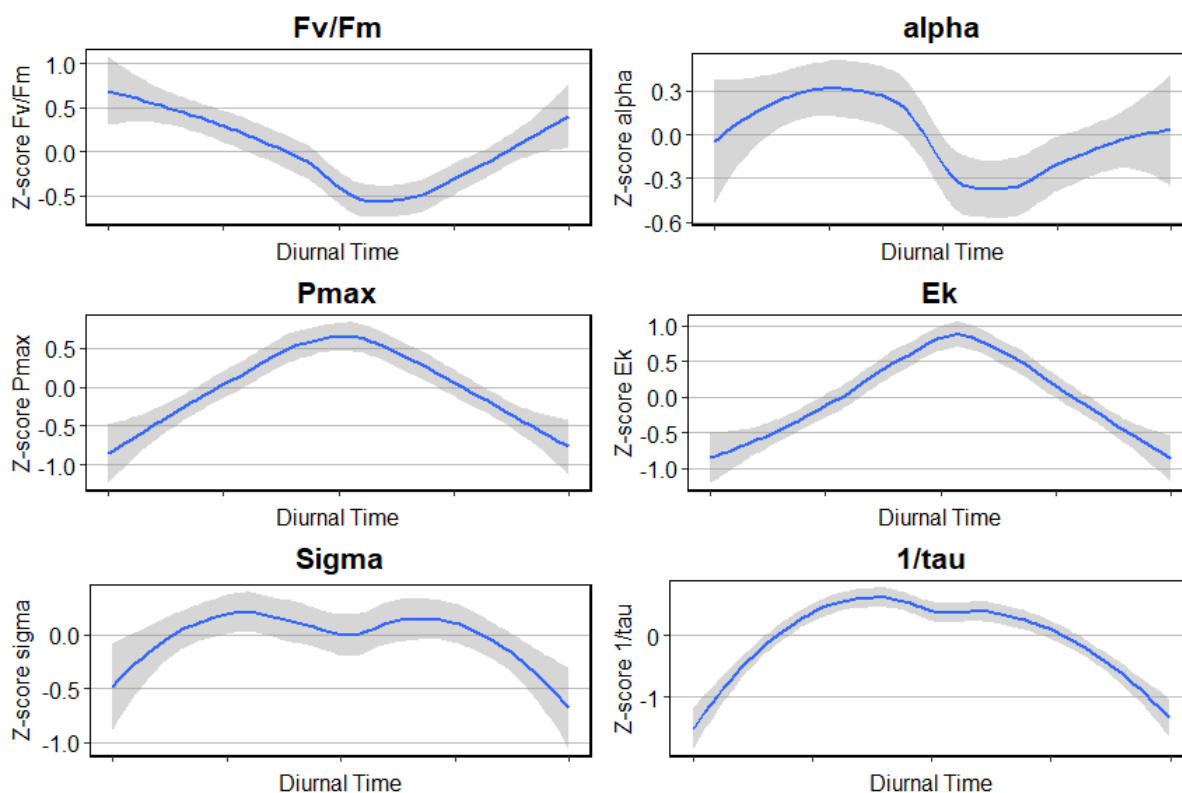 Fv/Fm
Z-score Fv/Fm
1.0
0.5
0.0
-0.5
Diurnal Time
alpha
Z-score alpha
0.3
0.0
-0.3
-0.6
Diurnal Time
Pmax
Z-score Pmax
0.5
0.0
-0.5
-1.0
Diurnal Time
Ek
Z-score Ek
1.0
0.5
0.0
-0.5
-1.0
Diurnal Time
Sigma
Z-score sigma
0.0
-0.5
-1.0
Diurnal Time
1/tau
Z-score 1/tau
0
-1
Diurnal Time